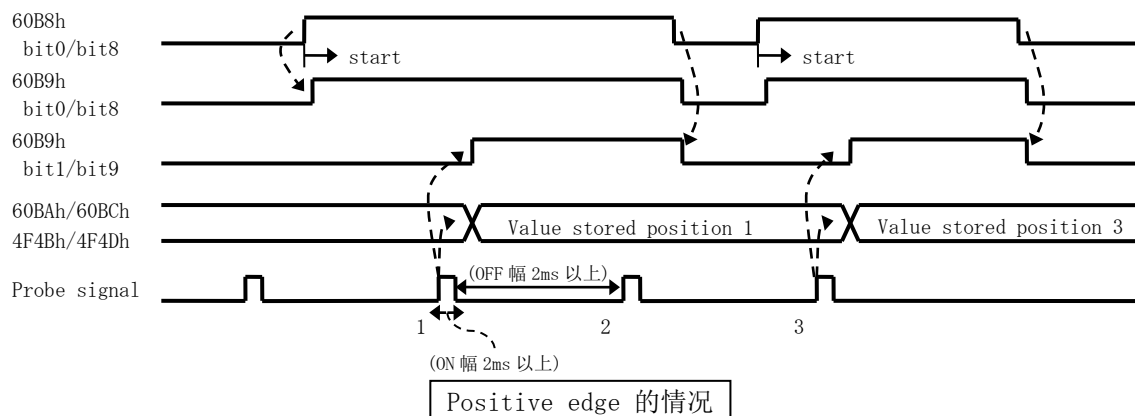 60B8h
bit0/bit8
start
start
60B9h
bit0/bit8
60B9h
bit1/bit9
60BAh/60BCh
4F4Bh/4F4Dh
Value stored position 1
Value stored position 3
Probe signal
(OFF 幅 2ms 以上)
1
2
3
(ON 幅 2ms 以上)
Positive edge 的情况